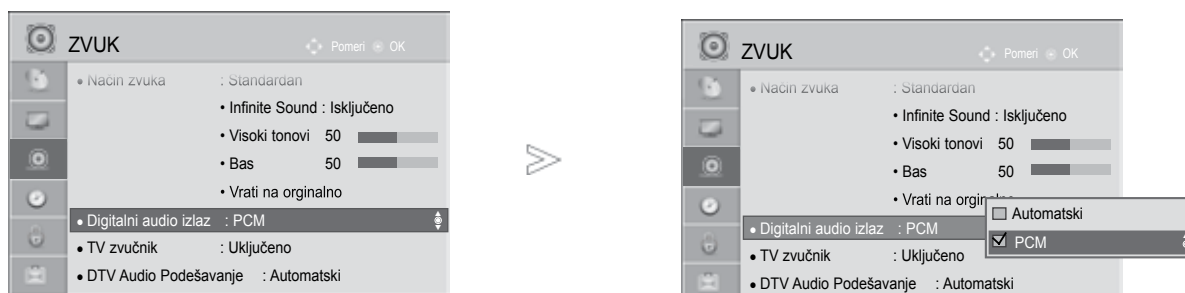 ZVUK
Pomeri OK
• Način zvuka : Standardan
• Infinite Sound : Isključeno
• Visoki tonovi 50
• Bas 50
• Vrati na orginalno
• Digitalni audio izlaz : PCM
• TV zvučnik : Uključeno
• DTV Audio Podešavanje : Automatski
ZVUK
Pomeri OK
• Način zvuka : Standardan
• Infinite Sound : Isključeno
• Visoki tonovi 50
• Bas 50
• Vrati na orginalno
• Digitalni audio izlaz : PCM
Automatski
PCM
• TV zvučnik : Uključeno
• DTV Audio Podešavanje : Automatski